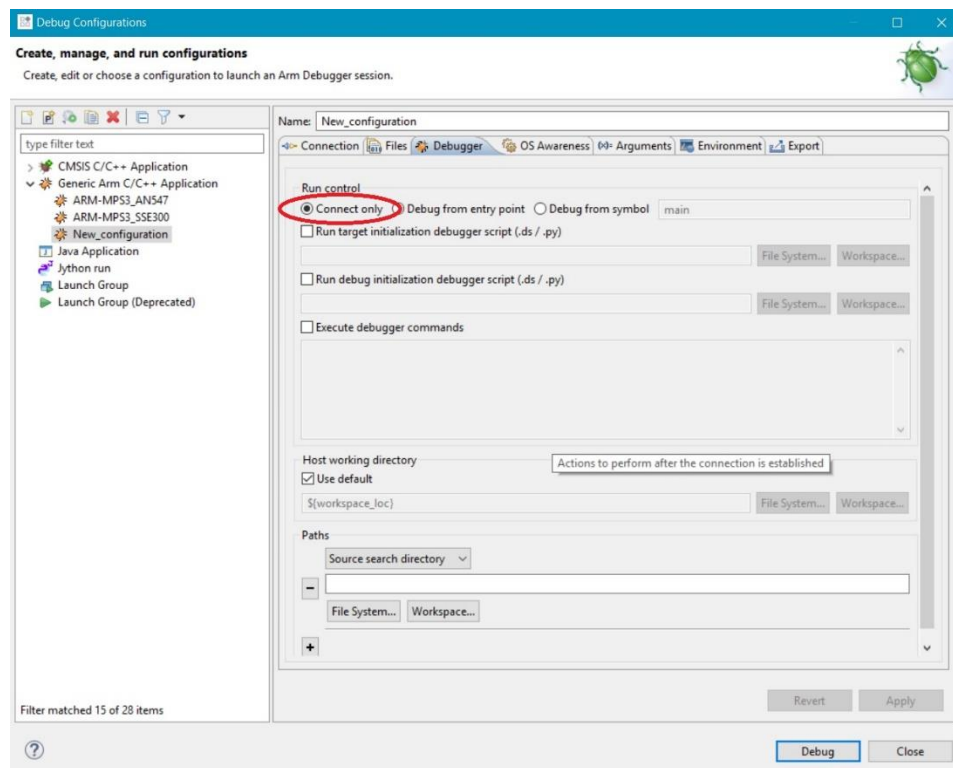 Debug Configurations
Create, manage, and run configurations
Create, edit or choose a configuration to launch an Arm Debugger session.
type filter text
CMSIS C/C++ Application
Generic Arm C/C++ Application
ARM-MPS3_AN547
ARM-MPS3_SSE300
New_configuration
Java Application
Jython run
Launch Group
Launch Group (Deprecated)
Filter matched 15 of 28 items
Name: New_configuration
Connection Files Debugger OS Awareness Arguments Environment Export
Run control
Connect only Debug from entry point Debug from symbol main
Run target initialization debugger script (.ds / .py)
File System... Workspace...
Run debug initialization debugger script (.ds / .py)
File System... Workspace...
Execute debugger commands
Host working directory
Actions to perform after the connection is established
Use default
${workspace_loc}
File System... Workspace...
Paths
Source search directory
File System... Workspace...
Revert Apply
Debug Close